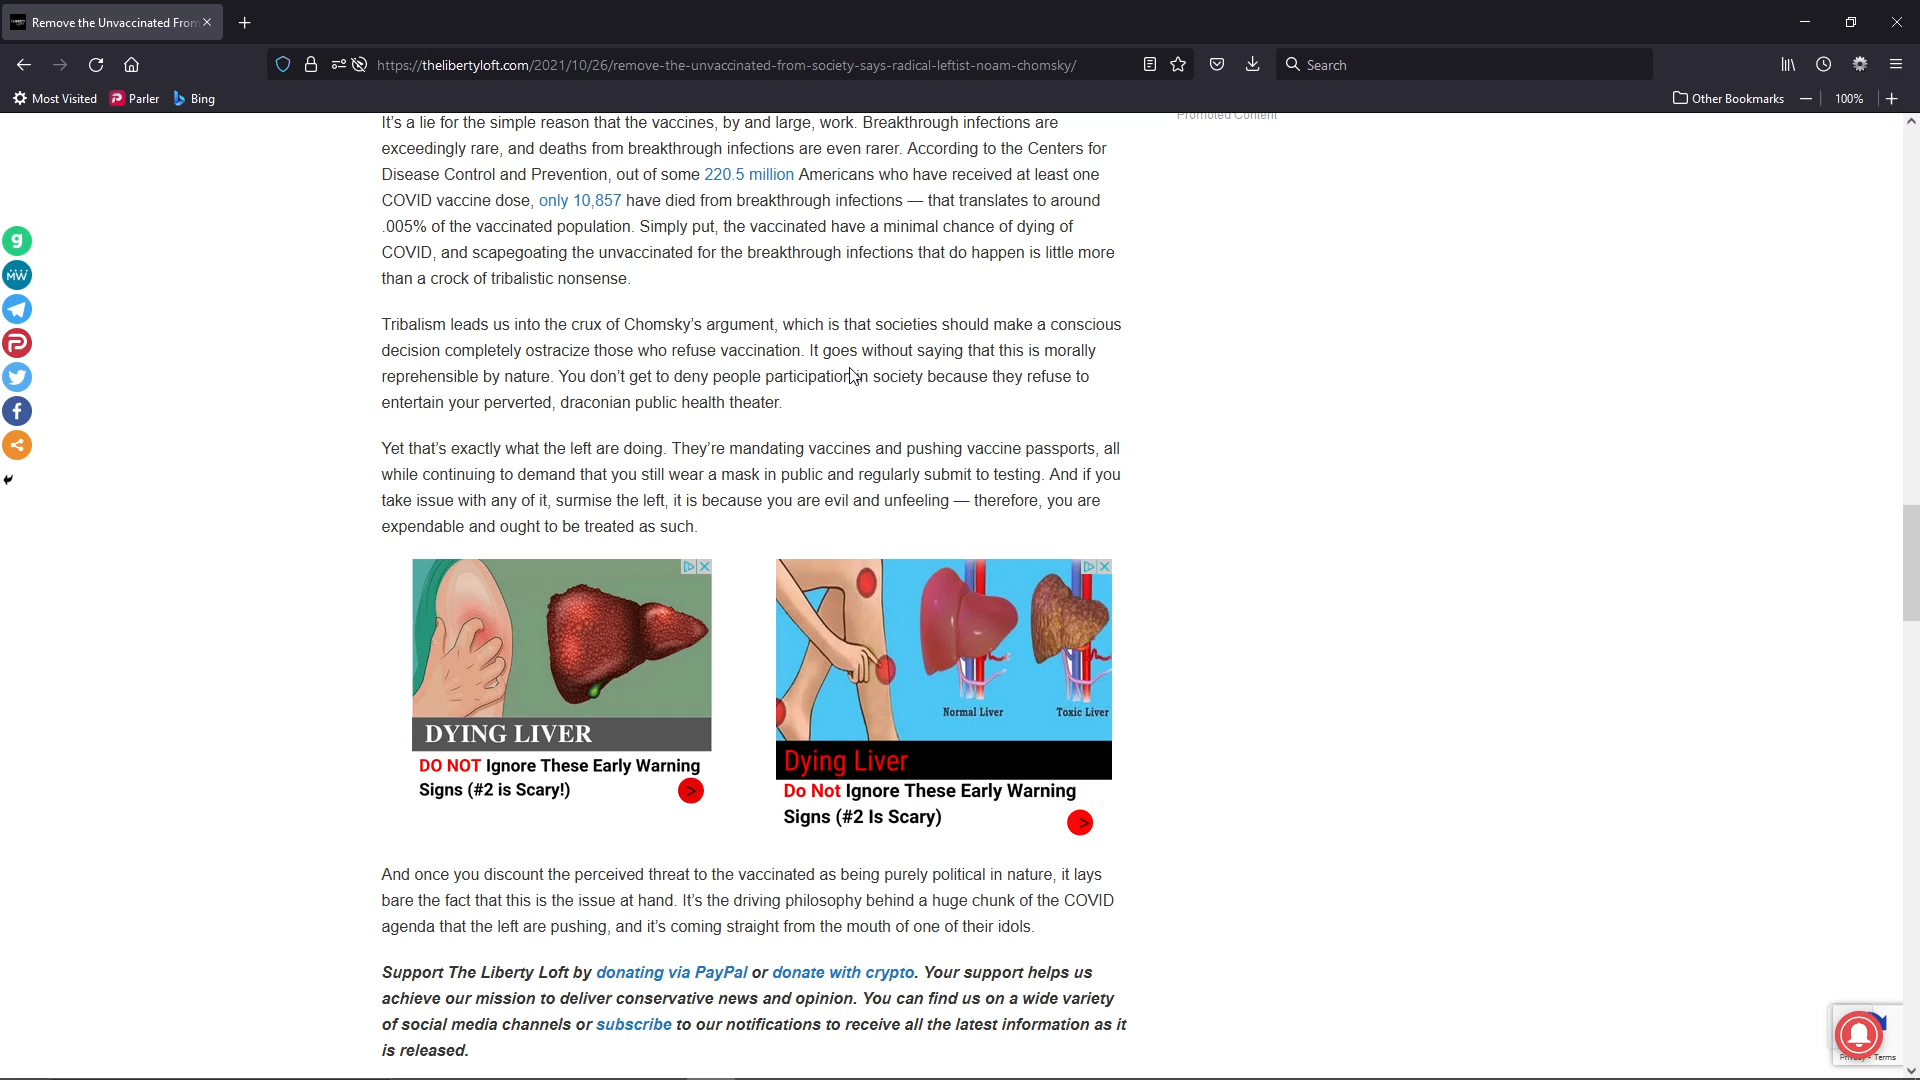 Remove the Unvaccinated From
https://thelibertyloft.com/2021/10/26/remove-the-unvaccinated-from-society-says-radical-leftist-noam-chomsky/
Search
Most Visited
Parler
Bing
Other Bookmarks
100%
It's a lie for the simple reason that the vaccines, by and large, work. Breakthrough infections are
exceedingly rare, and deaths from breakthrough infections are even rarer. According to the Centers for
Disease Control and Prevention, out of some 220.5 million Americans who have received at least one
COVID vaccine dose, only 10,857 have died from breakthrough infections — that translates to around
.005% of the vaccinated population. Simply put, the vaccinated have a minimal chance of dying of
COVID, and scapegoating the unvaccinated for the breakthrough infections that do happen is little more
than a crock of tribalistic nonsense.
Promoted Content
g
MW
Tribalism leads us into the crux of Chomsky's argument, which is that societies should make a conscious
decision completely ostracize those who refuse vaccination. It goes without saying that this is morally
reprehensible by nature. You don't get to deny people participation in society because they refuse to
entertain your perverted, draconian public health theater.
Yet that's exactly what the left are doing. They're mandating vaccines and pushing vaccine passports, all
while continuing to demand that you still wear a mask in public and regularly submit to testing. And if you
take issue with any of it, surmise the left, it is because you are evil and unfeeling — therefore, you are
expendable and ought to be treated as such.
DYING LIVER
DO NOT Ignore These Early Warning
Signs (#2 is Scary!)
Normal Liver
Toxic Liver
Dying Liver
Do Not Ignore These Early Warning
Signs (#2 Is Scary)
And once you discount the perceived threat to the vaccinated as being purely political in nature, it lays
bare the fact that this is the issue at hand. It's the driving philosophy behind a huge chunk of the COVID
agenda that the left are pushing, and it's coming straight from the mouth of one of their idols.
Support The Liberty Loft by donating via PayPal or donate with crypto. Your support helps us
achieve our mission to deliver conservative news and opinion. You can find us on a wide variety
of social media channels or subscribe to our notifications to receive all the latest information as it
is released.
Privacy - Terms